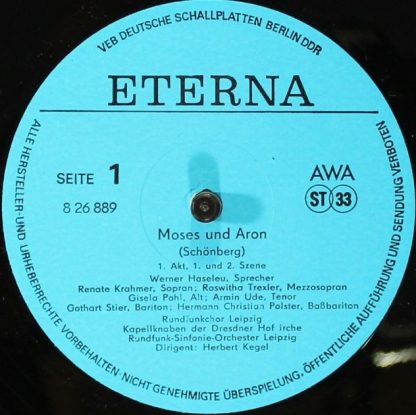 VEB DEUTSCHE SCHALLPLATTEN BERLIN DDR
ETERNA
SEITE 1
8 26 889
AWA
ST 33
Moses und Aron
(Schönberg)
1. Akt, 1. und 2. Szene
Werner Haseleu, Sprecher
Renate Krahmer, Sopran; Roswitha Trexler, Mezzosopran
Gisela Pohl, Alt; Armin Ude, Tenor
Gothart Stier, Bariton; Hermann Christian Polster, Baßbariton
Rundfunkchor Leipzig
Kapellknaben der Dresdner Hof irche
Rundfunk-Sinfonie-Orchester Leipzig
Dirigent: Herbert Kegel
ALLE HERSTELLER- UND URHEBERRECHTE VORBEHALTEN · NICHT GENEHMIGTE ÜBERSPIELUNG, ÖFFENTLICHE AUFFÜHRUNG UND SENDUNG VERBOTEN